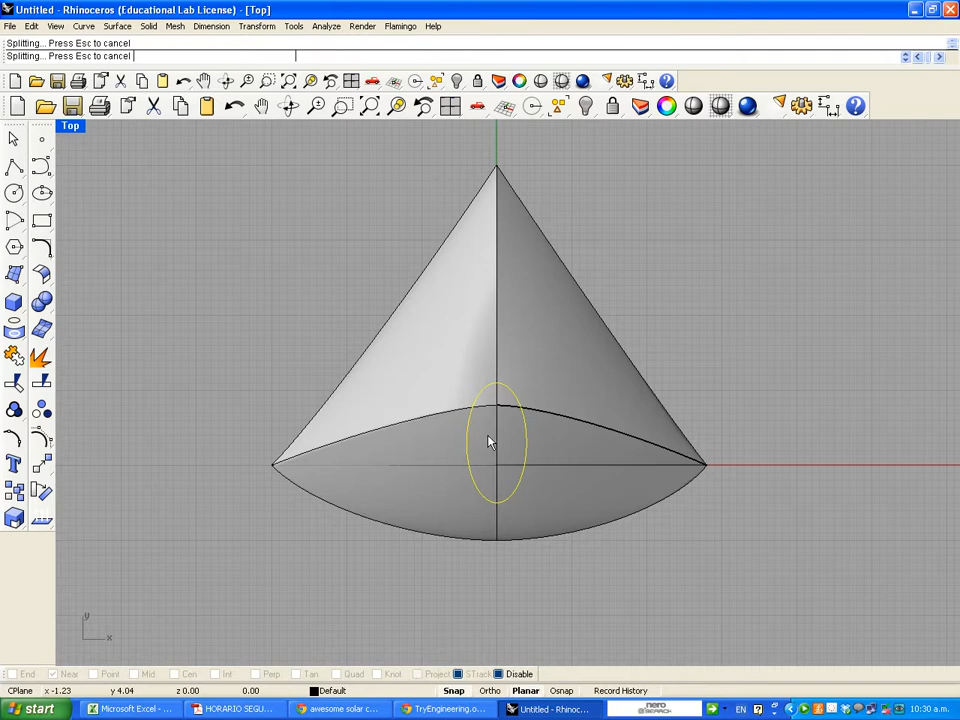 Untitled - Rhinoceros (Educational Lab License) - [Top]
File Edit View Curve Surface Solid Mesh Dimension Transform Tools Analyze Render Flamingo Help
Splitting... Press Esc to cancel
Splitting... Press Esc to cancel
Top
y
x
End Near Point Mid Cen Int Perp Tan Quad Knot Project STrack Disable
CPlane x -1.23 y 4.04 z 0.00 0.00 Default Snap Ortho Planar Osnap Record History
start Microsoft Excel - ... HORARIO SEGU... awesome solar c... TryEngineering.o... Untitled - Rhinoc... nero SEARCH EN 10:30 a.m.